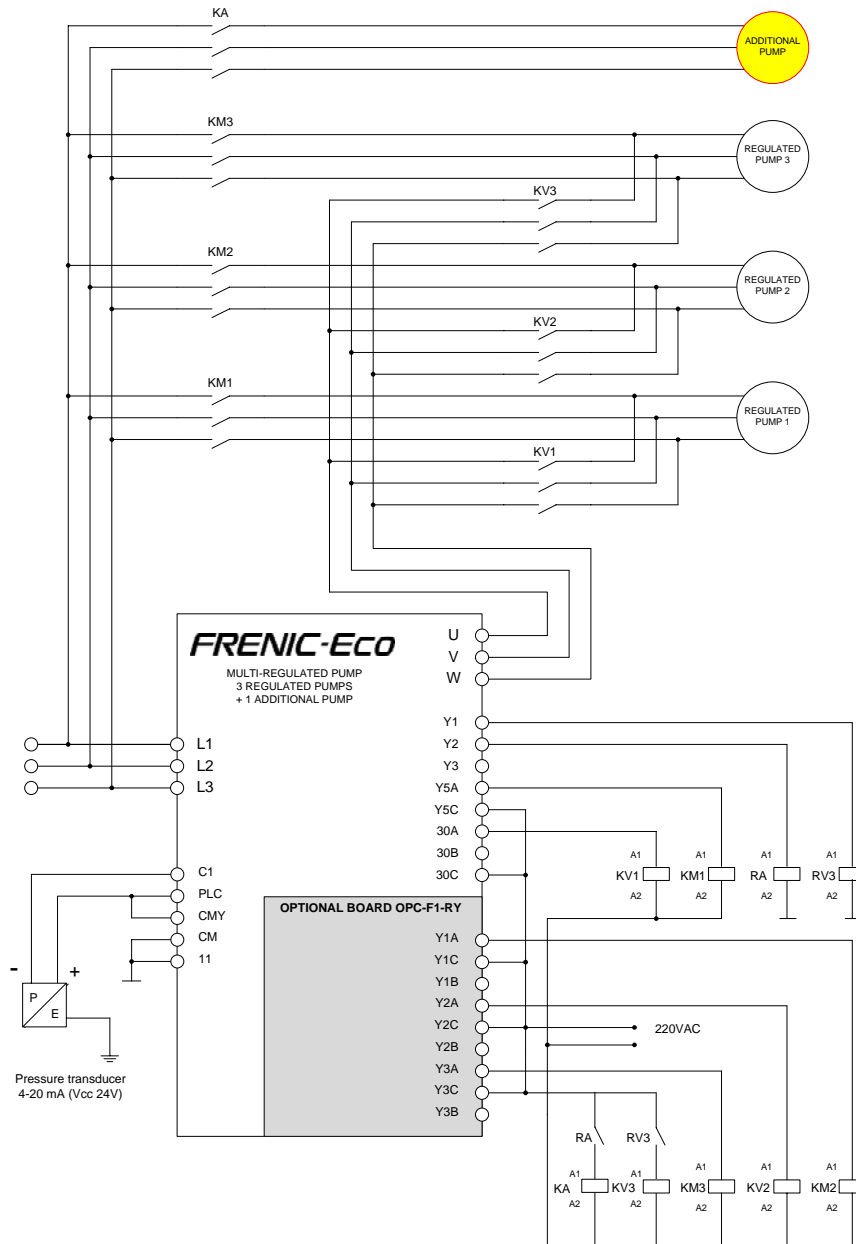 KA
ADDITIONAL
PUMP
KM3
REGULATED
PUMP 3
KV3
KM2
REGULATED
PUMP 2
KV2
KM1
REGULATED
PUMP 1
KV1
FRENIC-Eco
MULTI-REGULATED PUMP
3 REGULATED PUMPS
+ 1 ADDITIONAL PUMP
U
V
W
L1
L2
L3
Y1
Y2
Y3
Y5A
Y5C
30A
30B
30C
C1
PLC
CMY
CM
11
A1 A1 A1 A1
KV1 KM1 RA RV3
A2 A2 A2 A2
OPTIONAL BOARD OPC-F1-RY
Y1A
Y1C
Y1B
Y2A
Y2C
Y2B
Y3A
Y3C
Y3B
220VAC
- +
P
E
Pressure transducer
4-20 mA (Vcc 24V)
RA RV3
A1 A1 A1 A1 A1
KA KV3 KM3 KV2 KM2
A2 A2 A2 A2 A2